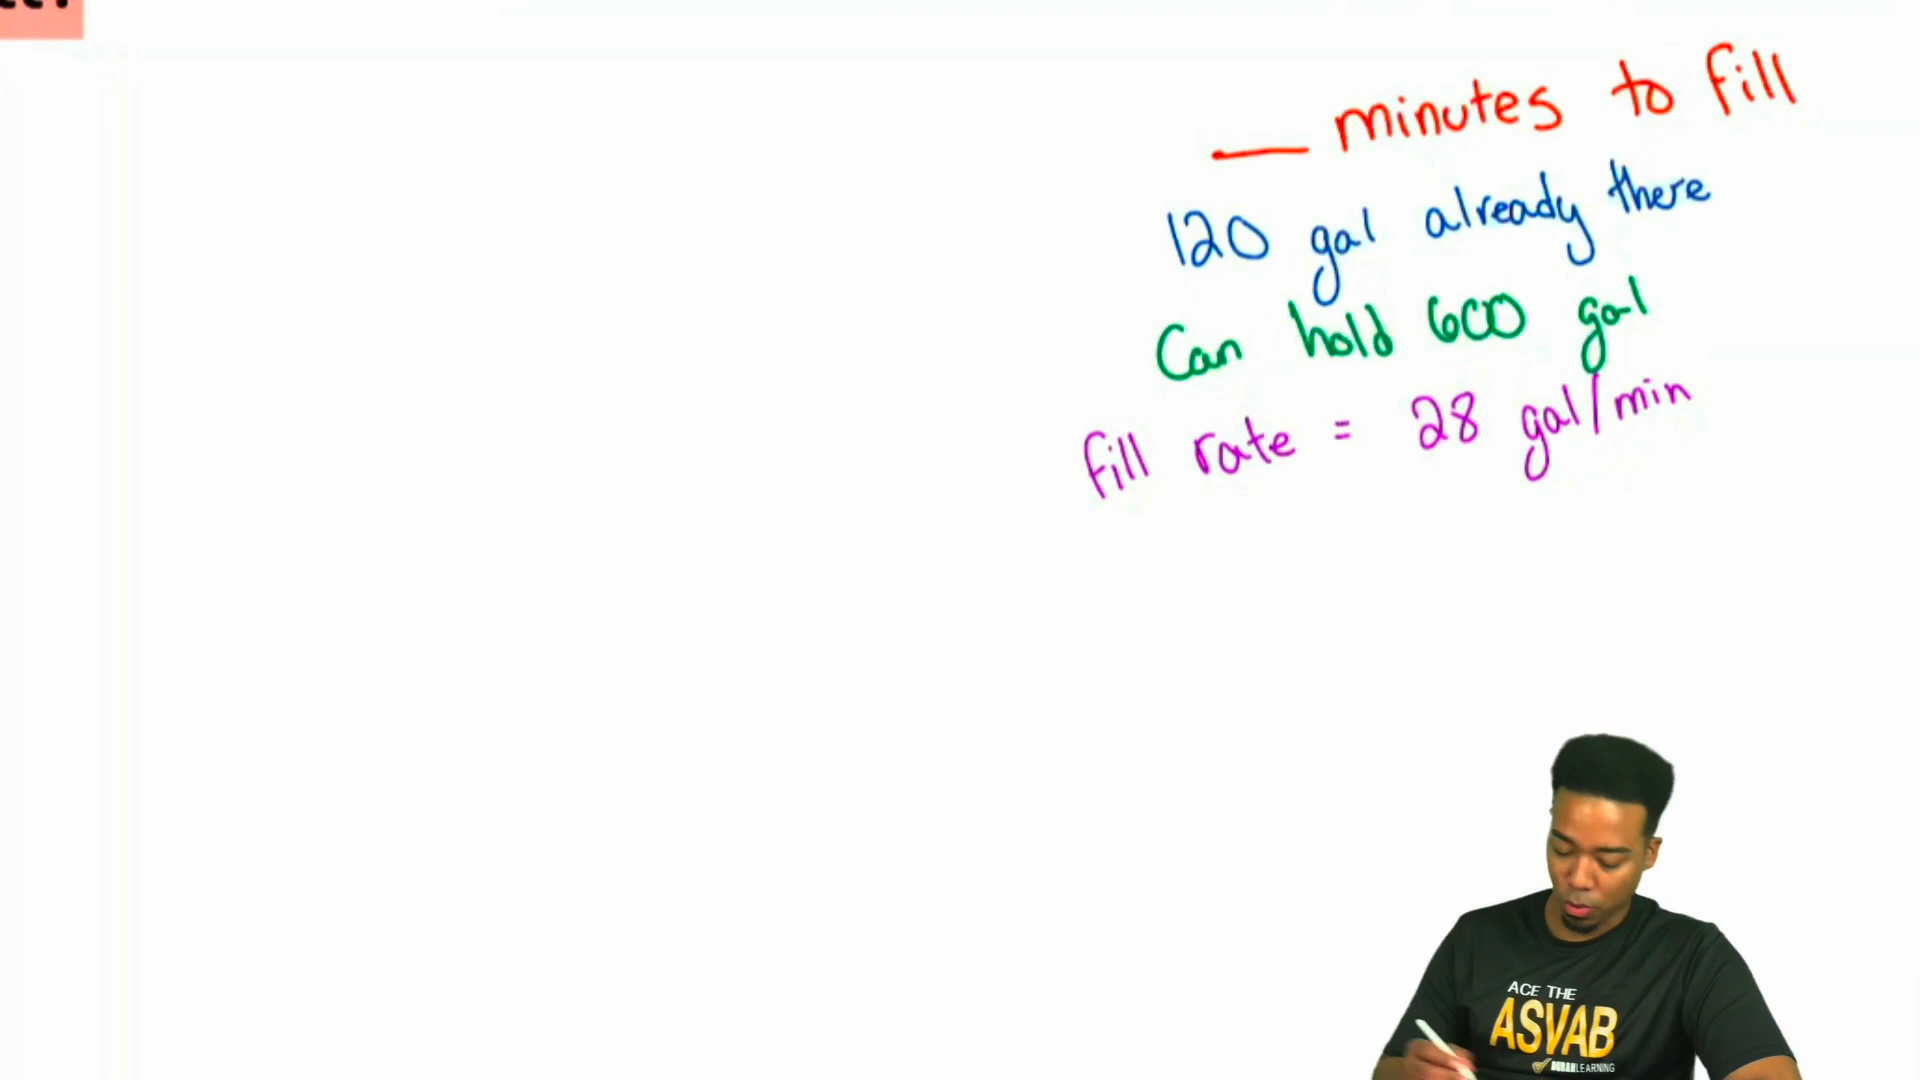 ___ minutes to fill
120 gal already there
Can hold 600 gal
fill rate = 28 gal/min
ACE THE
ASVAB
DURANLEARNING